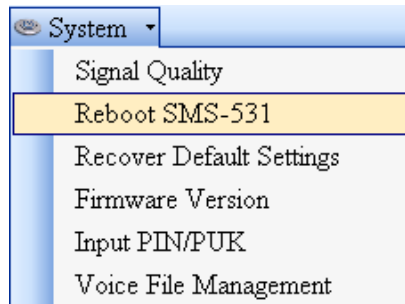 System
Signal Quality
Reboot SMS-531
Recover Default Settings
Firmware Version
Input PIN/PUK
Voice File Management